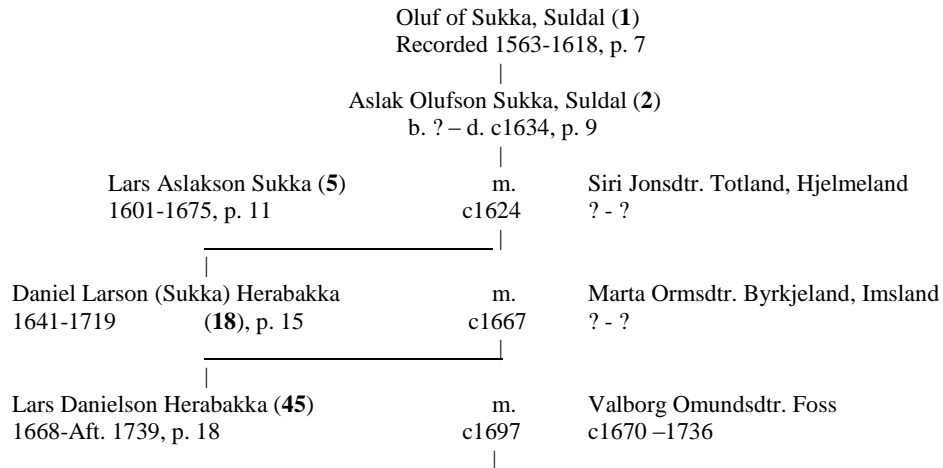 Oluf of Sukka, Suldal (1)
Recorded 1563-1618, p. 7
Aslak Olufson Sukka, Suldal (2)
b. ? – d. c1634, p. 9
Lars Aslakson Sukka (5) m. Siri Jonsdtr. Totland, Hjelmeland
1601-1675, p. 11 c1624 ? - ?
Daniel Larson (Sukka) Herabakka m. Marta Ormsdtr. Byrkjeland, Imsland
1641-1719 (18), p. 15 c1667 ? - ?
Lars Danielson Herabakka (45) m. Valborg Omundsdtr. Foss
1668-Aft. 1739, p. 18 c1697 c1670 –1736